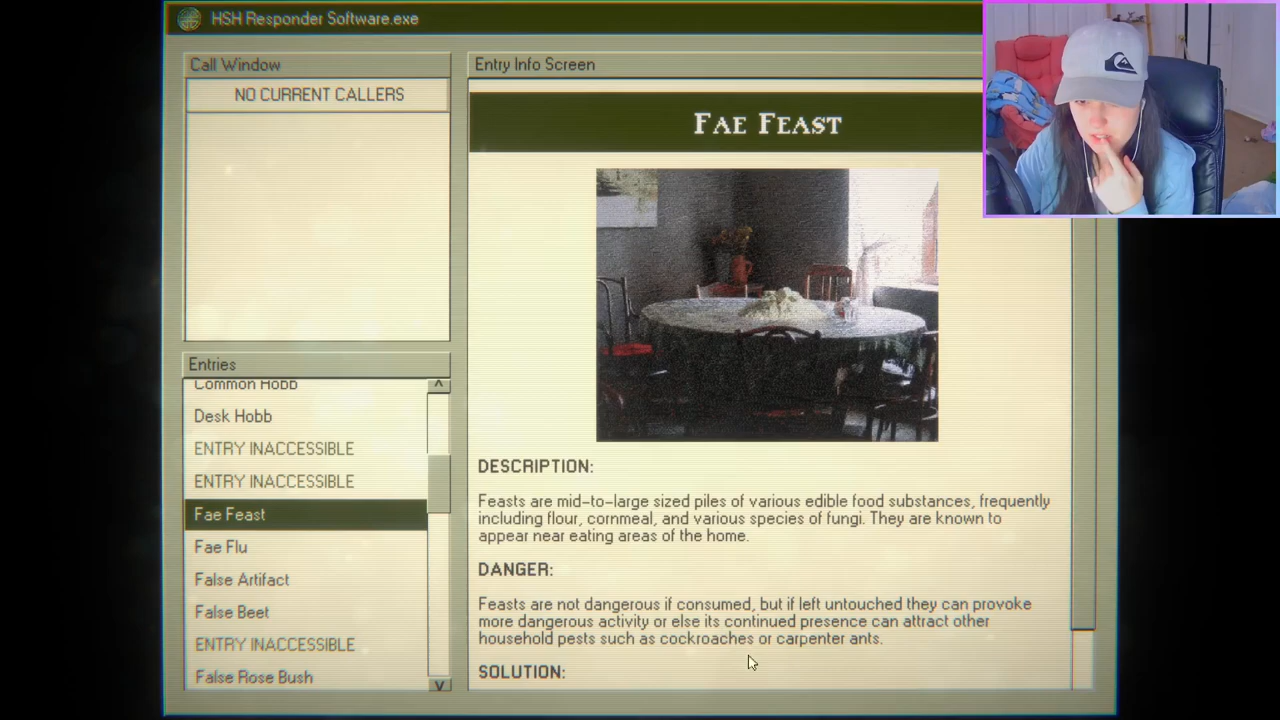 HSH Responder Software.exe
Call Window
NO CURRENT CALLERS
Entries
Common Hobb
Desk Hobb
ENTRY INACCESSIBLE
ENTRY INACCESSIBLE
Fae Feast
Fae Flu
False Artifact
False Beet
ENTRY INACCESSIBLE
False Rose Bush
Entry Info Screen
FAE FEAST
DESCRIPTION:
Feasts are mid-to-large sized piles of various edible food substances, frequently
including flour, cornmeal, and various species of fungi. They are known to
appear near eating areas of the home.
DANGER:
Feasts are not dangerous if consumed, but if left untouched they can provoke
more dangerous activity or else its continued presence can attract other
household pests such as cockroaches or carpenter ants.
SOLUTION: